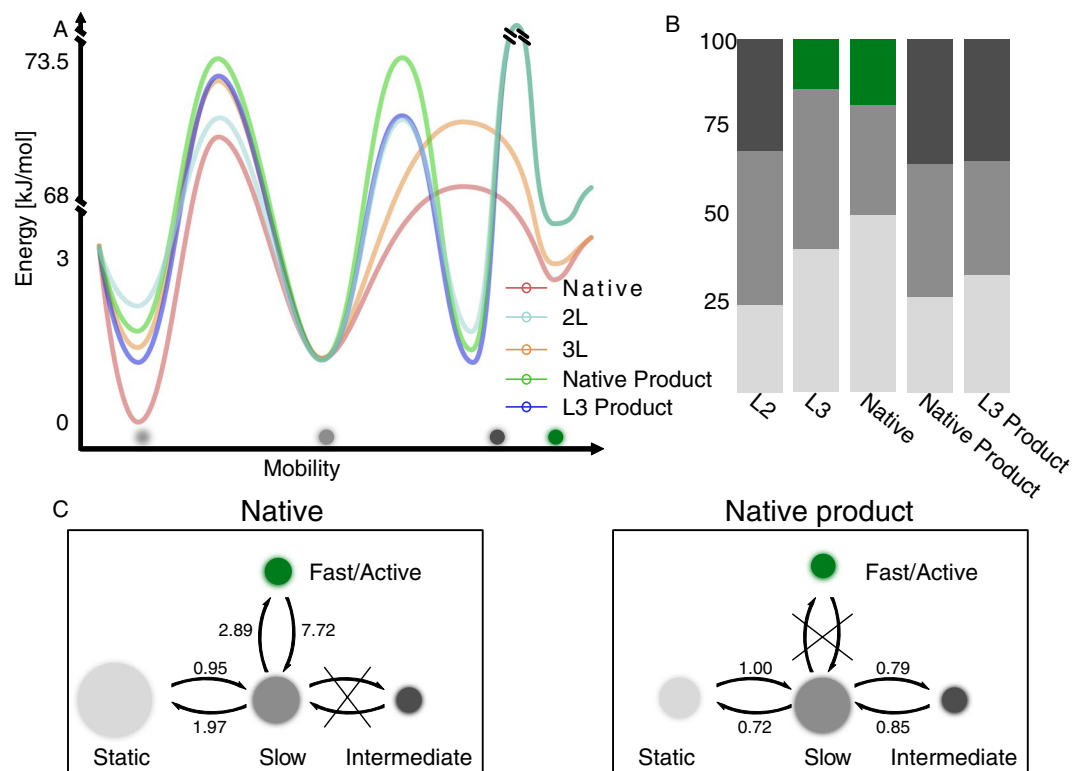 A
Energy [kJ/mol]
73.5
68
3
0
Mobility
Native
2L
3L
Native Product
L3 Product
B
100
75
50
25
L2
L3
Native
Native Product
L3 Product
C
Native
Fast/Active
2.89
7.72
0.95
1.97
Static
Slow
Intermediate
Native product
Fast/Active
1.00
0.79
0.72
0.85
Static
Slow
Intermediate